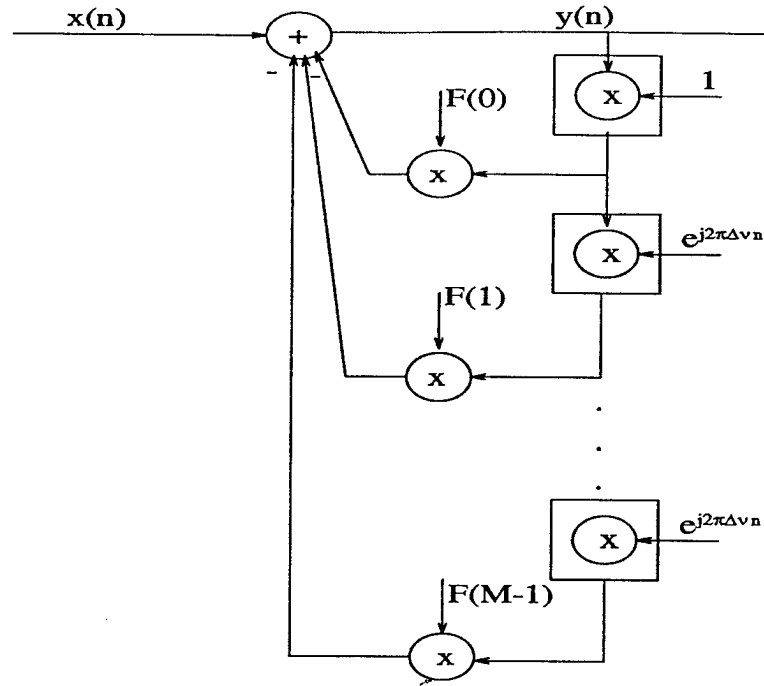 x(n)
y(n)
+
- -
x
1
F(0)
x
x
e^{j2πΔνn}
F(1)
x
.
.
.
x
e^{j2πΔνn}
F(M-1)
x